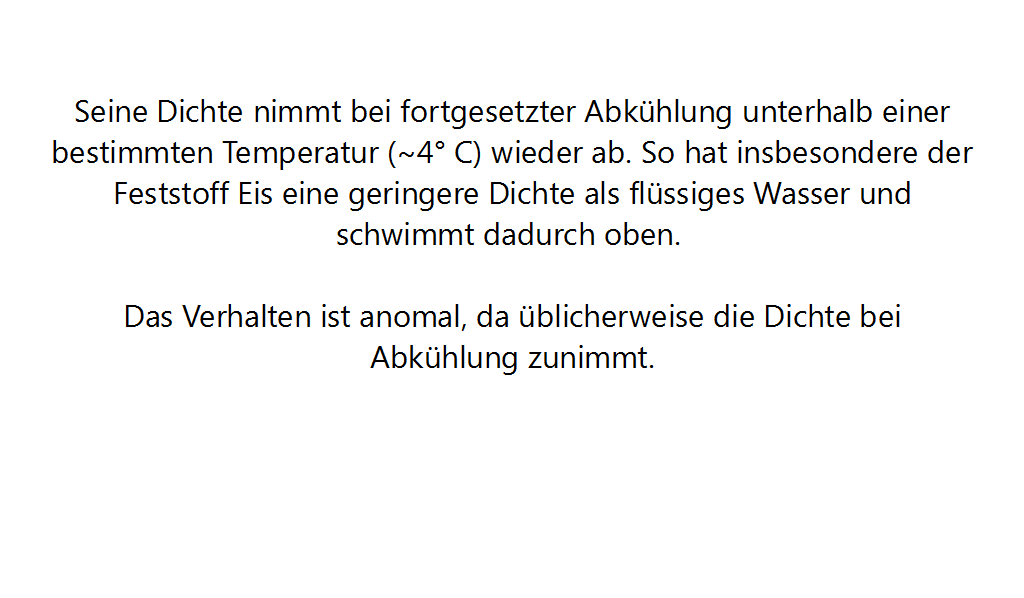 Seine Dichte nimmt bei fortgesetzter Abkühlung unterhalb einer
bestimmten Temperatur (~4° C) wieder ab. So hat insbesondere der
Feststoff Eis eine geringere Dichte als flüssiges Wasser und
schwimmt dadurch oben.
Das Verhalten ist anomal, da üblicherweise die Dichte bei
Abkühlung zunimmt.